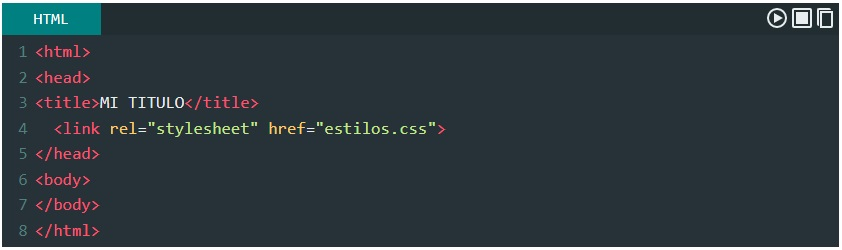 HTML
1 <html>
2 <head>
3 <title>MI TITULO</title>
4   <link rel="stylesheet" href="estilos.css">
5 </head>
6 <body>
7 </body>
8 </html>